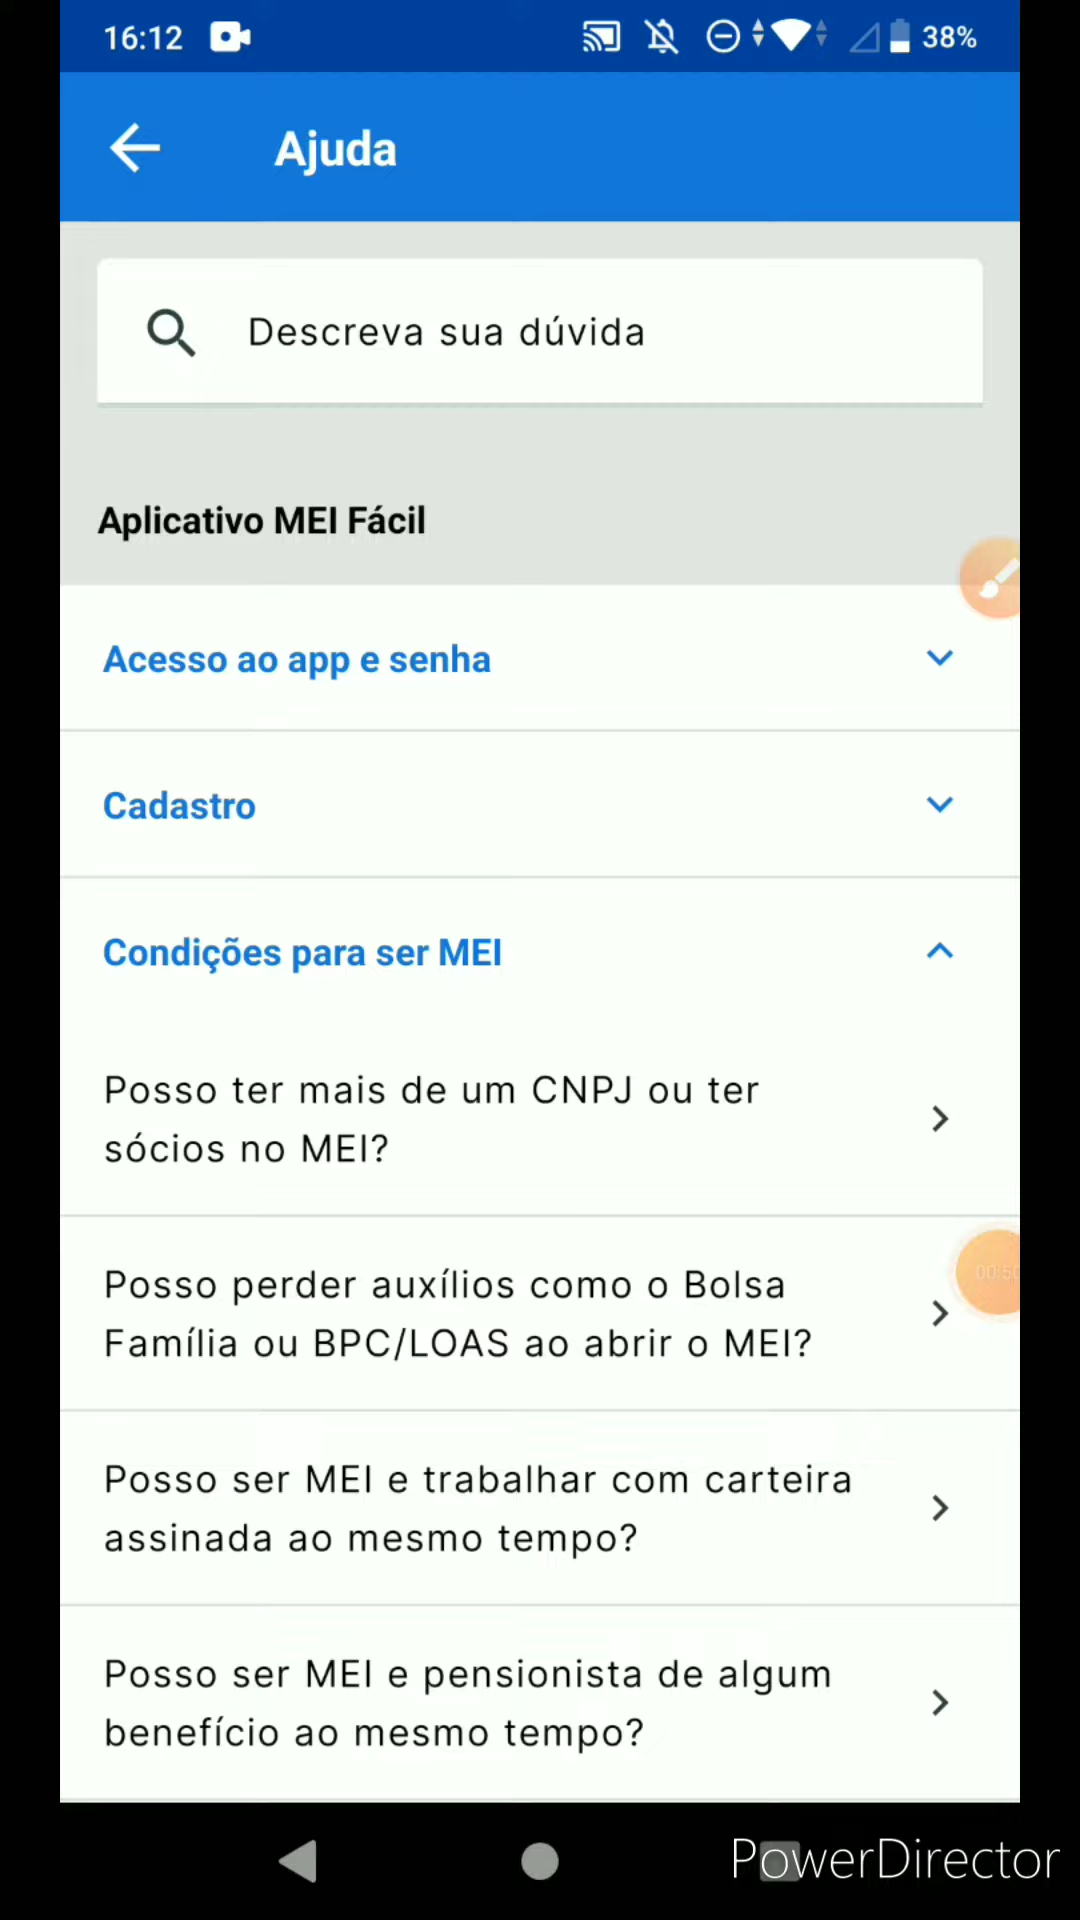 16:12
38%
Ajuda
Descreva sua dúvida
Aplicativo MEI Fácil
Acesso ao app e senha
Cadastro
Condições para ser MEI
Posso ter mais de um CNPJ ou ter
sócios no MEI?
Posso perder auxílios como o Bolsa
Família ou BPC/LOAS ao abrir o MEI?
Posso ser MEI e trabalhar com carteira
assinada ao mesmo tempo?
Posso ser MEI e pensionista de algum
benefício ao mesmo tempo?
PowerDirector